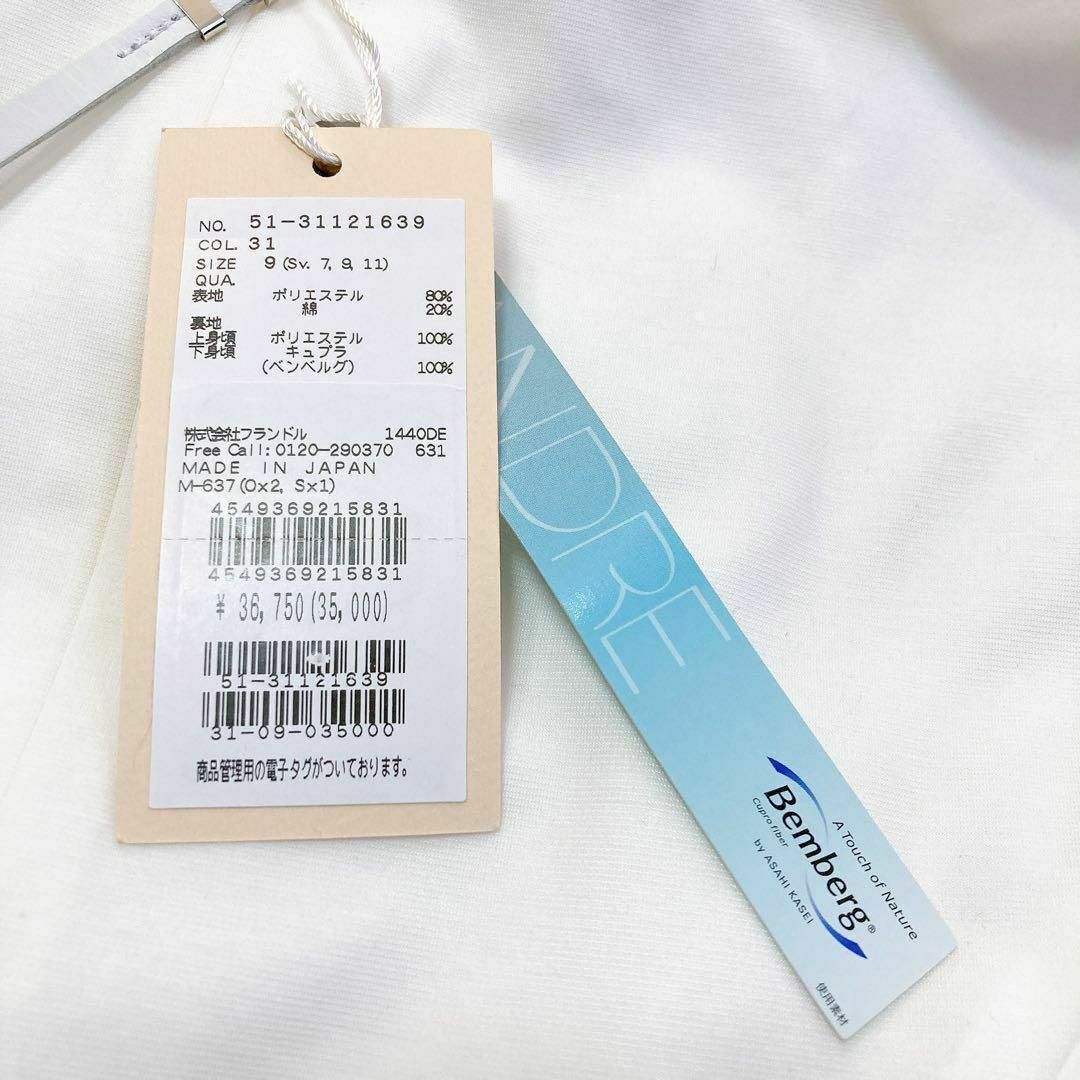 NO. 51-31121639
COL. 31
SIZE 9 (Sv. 7, 9, 11)
QUA.
表地 ポリエステル 80%
綿 20%
裏地
上身頃 ポリエステル 100%
下身頃 キュプラ
(ベンベルグ) 100%
株式会社フランドル 1440DE
Free Call: 0120-290370 631
MADE IN JAPAN
M-637 (O×2, S×1)
4549369215831
4549369215831
¥ 36,750 (35,000)
51-31121639
31-09-035000
商品管理用の電子タグがついております。
NDRE
A Touch of Nature
Bemberg®
Cupro fiber
by ASAHI KASEI
使用素材